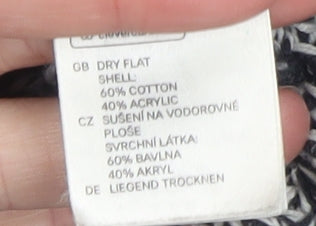 GB DRY FLAT
SHELL:
60% COTTON
40% ACRYLIC
CZ SUŠENÍ NA VODOROVNÉ
PLOŠE
SVRCHNÍ LÁTKA:
60% BAVLNA
40% AKRYL
DE LIEGEND TROCKNEN